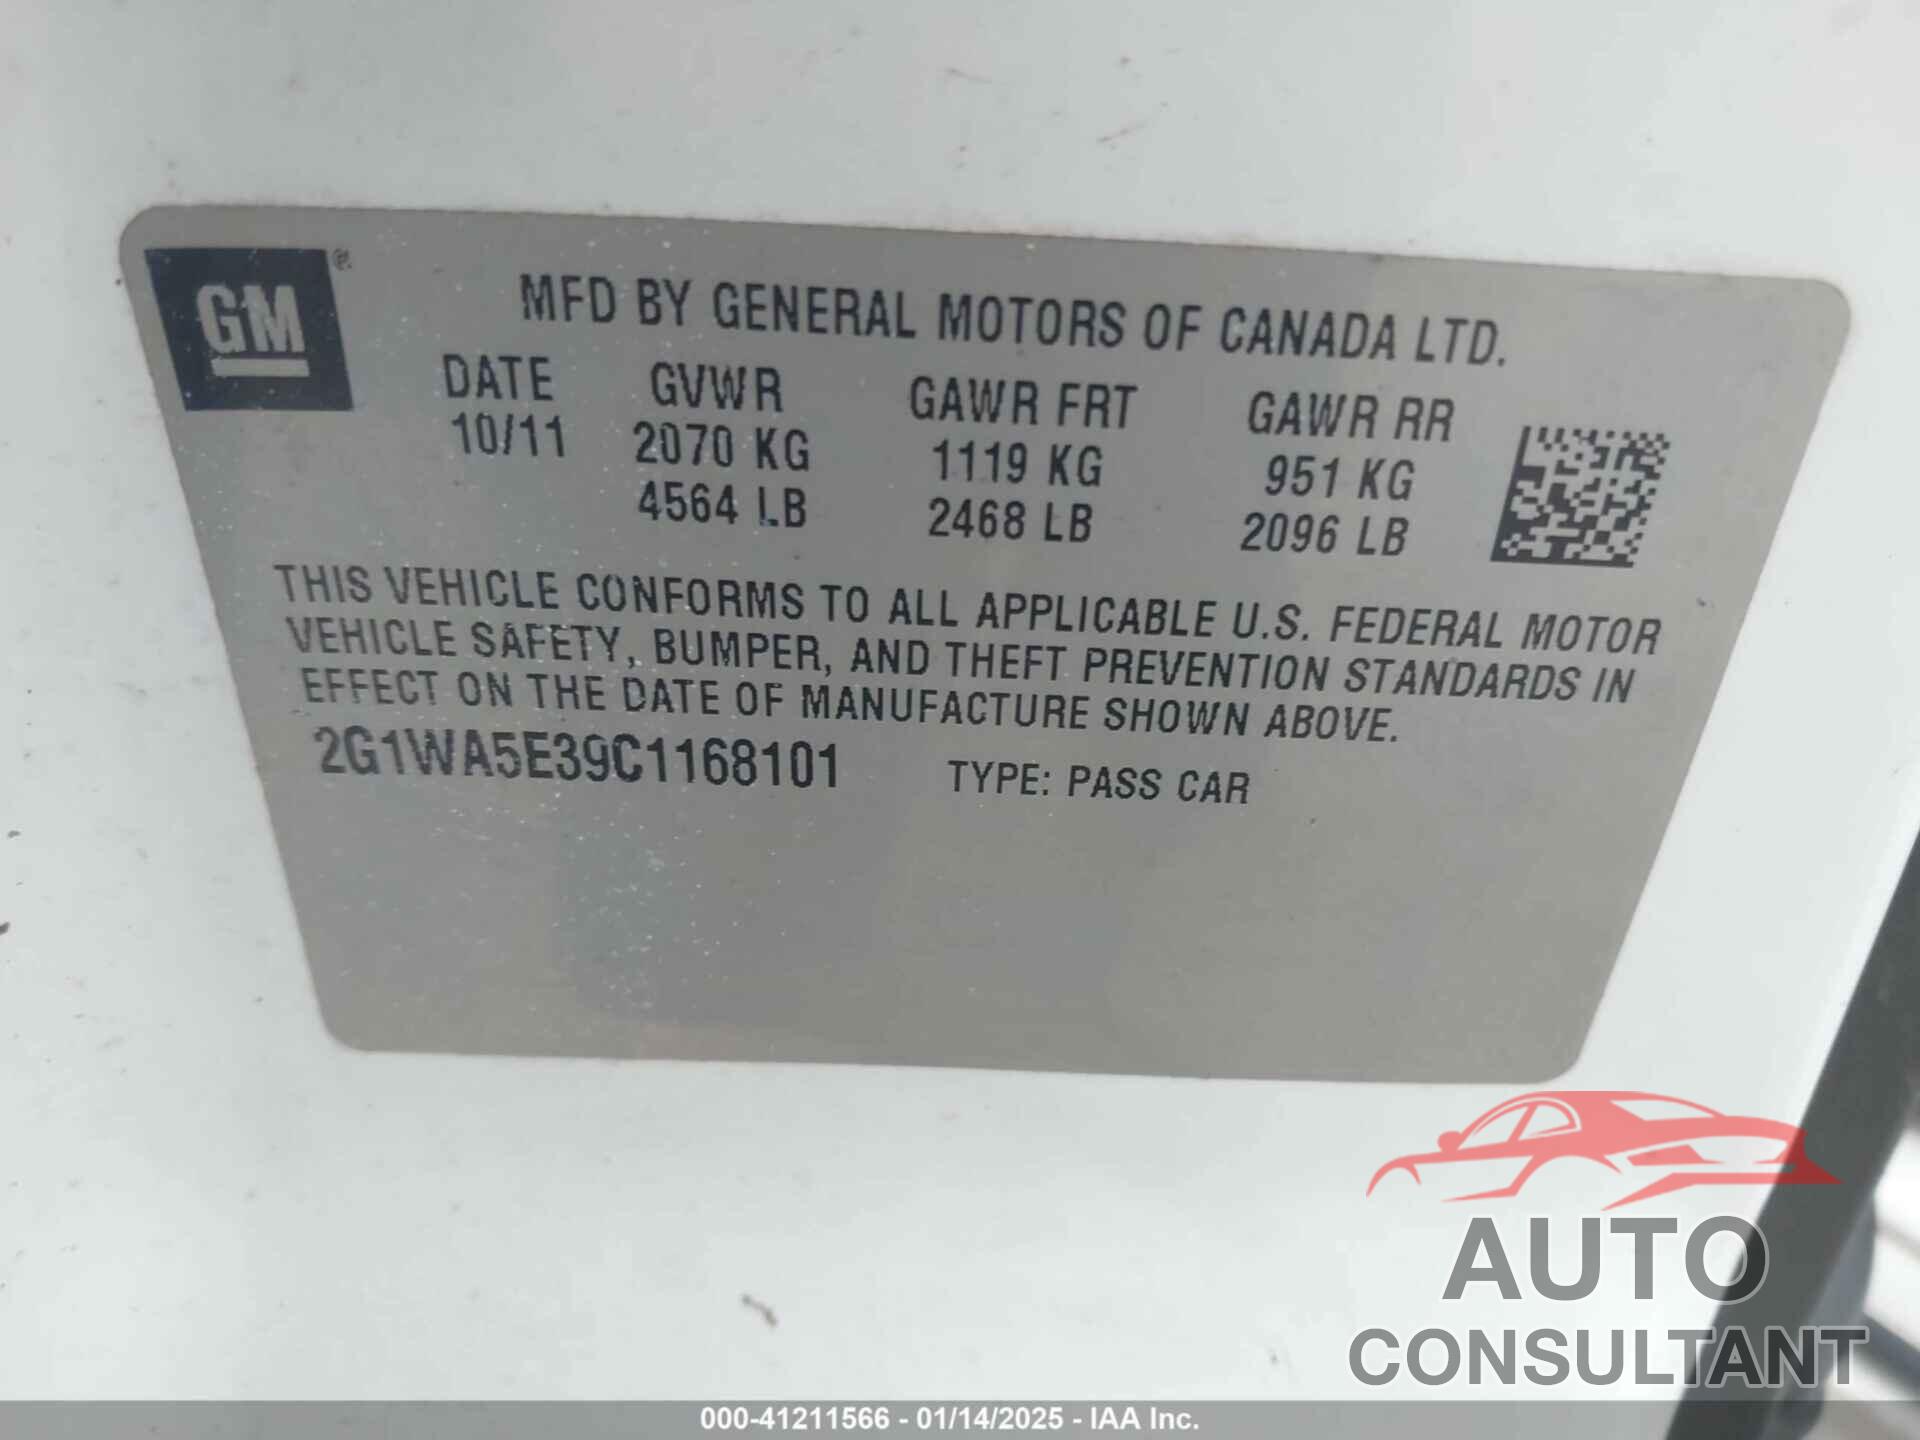 GM
MFD BY GENERAL MOTORS OF CANADA LTD.
DATE GVWR GAWR FRT GAWR RR
10/11 2070 KG 1119 KG 951 KG
4564 LB 2468 LB 2096 LB
THIS VEHICLE CONFORMS TO ALL APPLICABLE U.S. FEDERAL MOTOR
VEHICLE SAFETY, BUMPER, AND THEFT PREVENTION STANDARDS IN
EFFECT ON THE DATE OF MANUFACTURE SHOWN ABOVE.
2G1WA5E39C1168101 TYPE: PASS CAR
AUTO
CONSULTANT
000-41211566 - 01/14/2025 - IAA Inc.